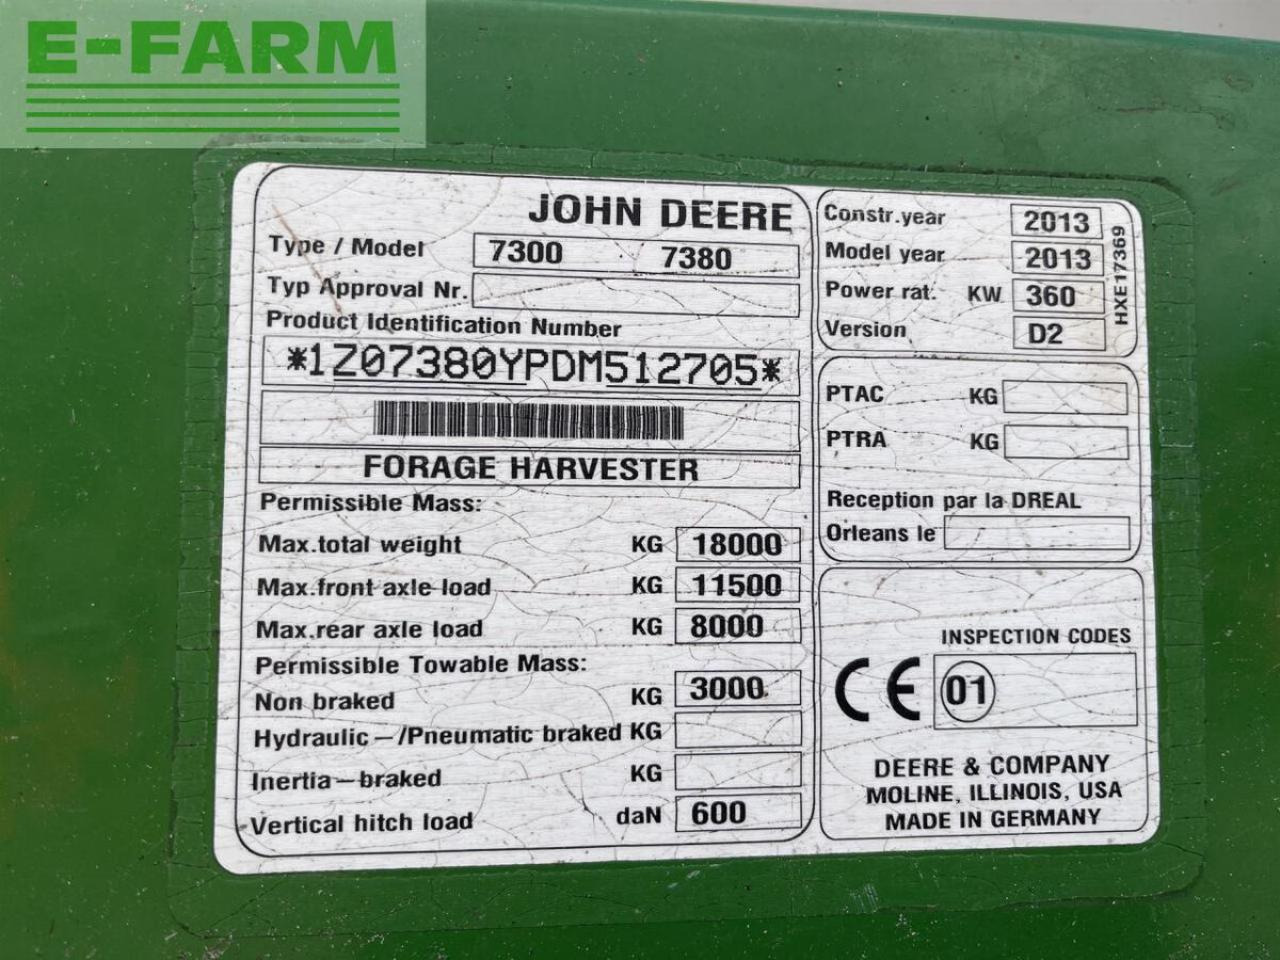 E-FARM
JOHN DEERE
Type / Model 7300 7380
Typ Approval Nr.
Product Identification Number
*1Z07380YPDM512705*
FORAGE HARVESTER
Permissible Mass:
Max.total weight KG 18000
Max.front axle load KG 11500
Max.rear axle load KG 8000
Permissible Towable Mass:
Non braked KG 3000
Hydraulic-/Pneumatic braked KG
Inertia-braked KG
Vertical hitch load daN 600
Constr.year 2013
Model year 2013
Power rat. KW 360
Version D2
HXE17369
PTAC KG
PTRA KG
Reception par la DREAL
Orleans le
INSPECTION CODES
CE 01
DEERE & COMPANY
MOLINE, ILLINOIS, USA
MADE IN GERMANY